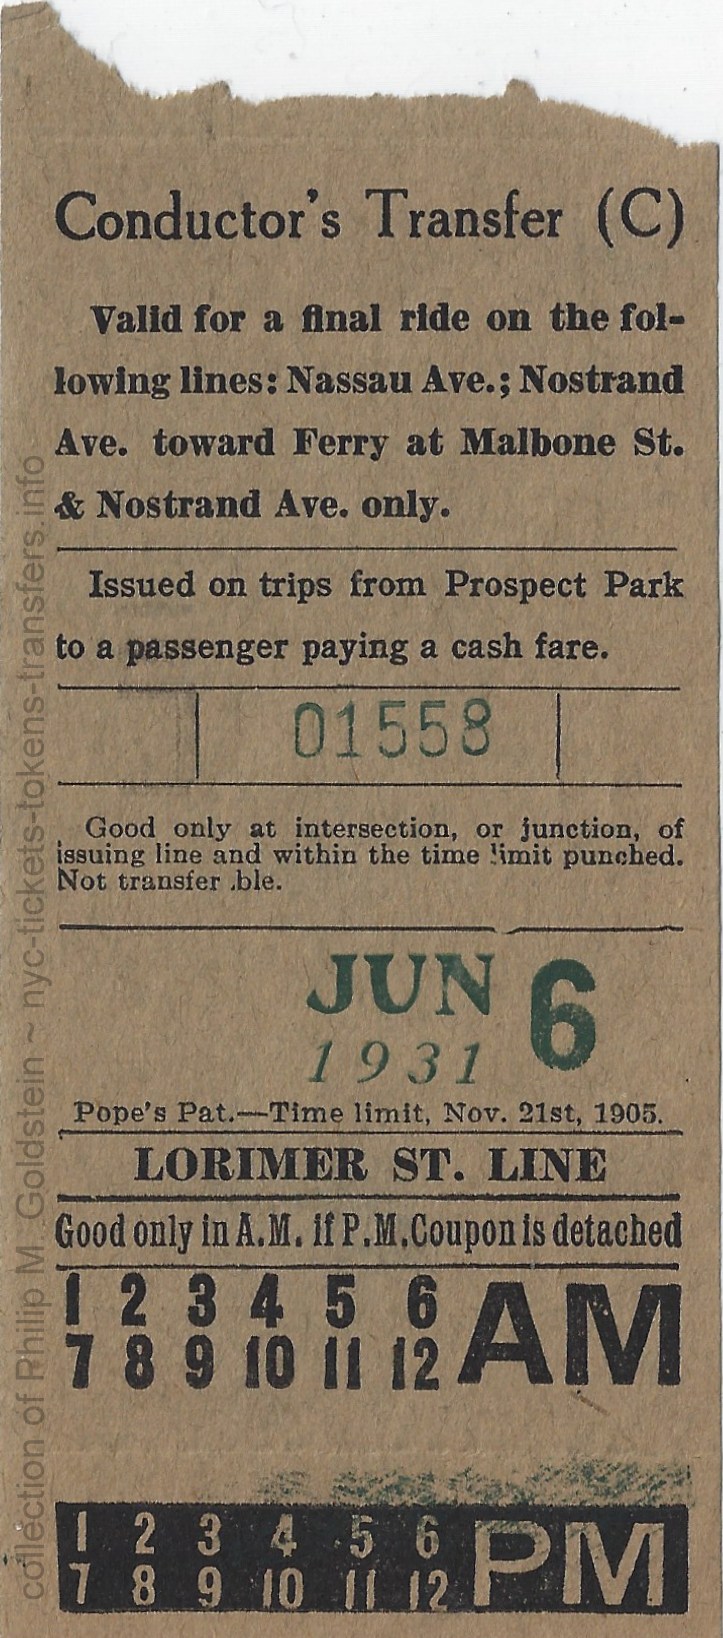 Conductor's Transfer (C)
Valid for a final ride on the fol-
lowing lines: Nassau Ave.; Nostrand
Ave. toward Ferry at Malbone St.
& Nostrand Ave. only.
Issued on trips from Prospect Park
to a passenger paying a cash fare.
01558
Good only at intersection, or junction, of
issuing line and within the time limit punched.
Not transfer .ble.
JUN 6
1931
Pope's Pat.—Time limit, Nov. 21st, 1905.
LORIMER ST. LINE
Good only in A.M. if P.M. Coupon is detached
1 2 3 4 5 6 AM
7 8 9 10 11 12
1 2 3 4 5 6 PM
7 8 9 10 11 12
collection of Philip M. Goldstein ~ nyc-tickets-tokens-transfers.info